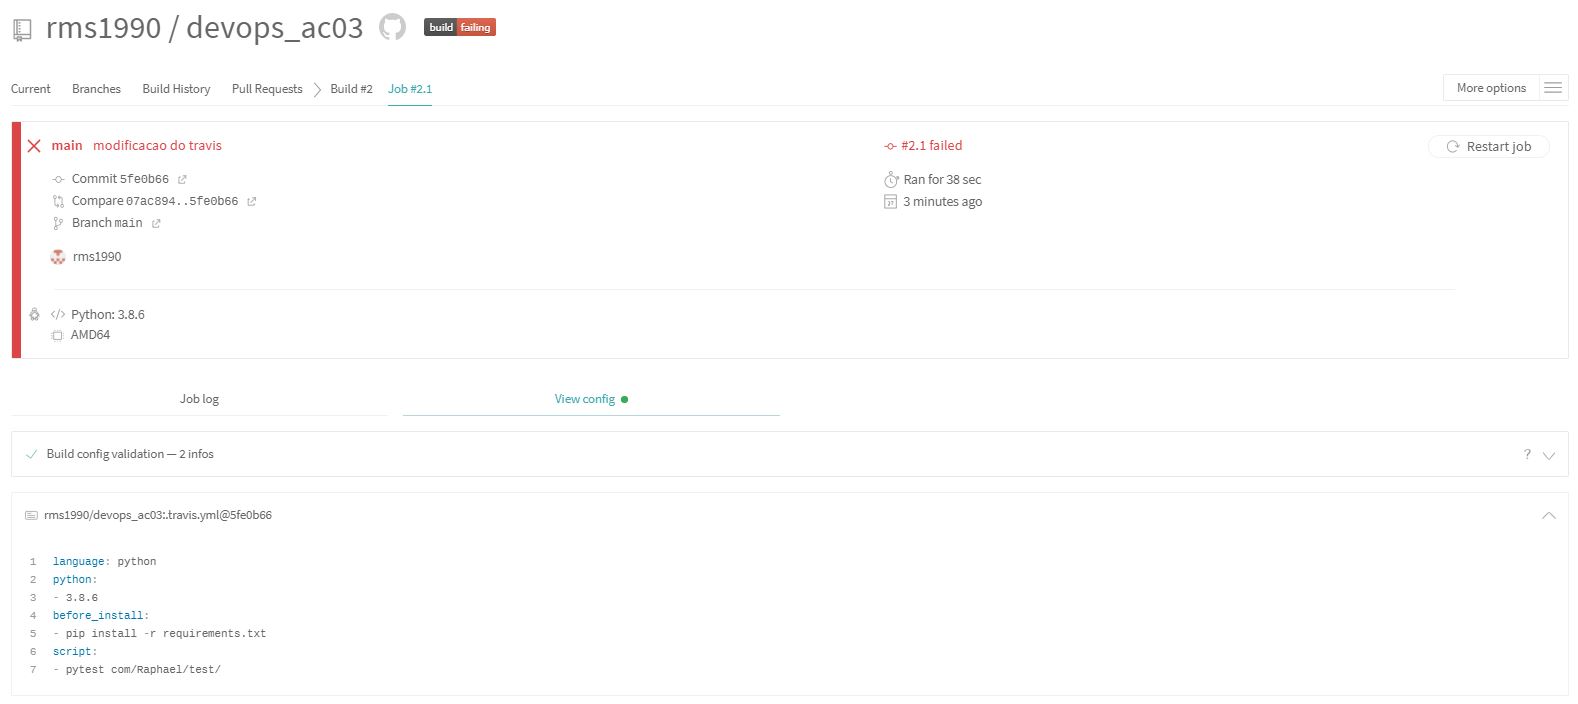 rms1990 / devops_ac03 build failing
Current Branches Build History Pull Requests Build #2 Job #2.1 More options
main modificacao do travis #2.1 failed Restart job
Commit 5fe0b66 Ran for 38 sec
Compare 07ac894..5fe0b66 3 minutes ago
Branch main
rms1990
</> Python: 3.8.6
AMD64
Job log View config
Build config validation — 2 infos ?
rms1990/devops_ac03:.travis.yml@5fe0b66
1 language: python
2 python:
3 - 3.8.6
4 before_install:
5 - pip install -r requirements.txt
6 script:
7 - pytest com/Raphael/test/